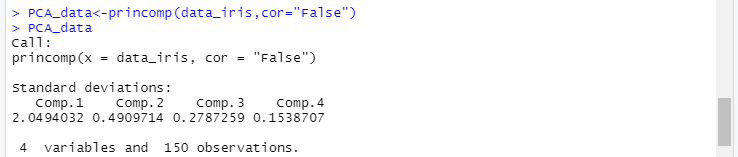 > PCA_data<-princomp(data_iris,cor="False")
> PCA_data
Call:
princomp(x = data_iris, cor = "False")
Standard deviations:
Comp.1 Comp.2 Comp.3 Comp.4
2.0494032 0.4909714 0.2787259 0.1538707
4 variables and 150 observations.